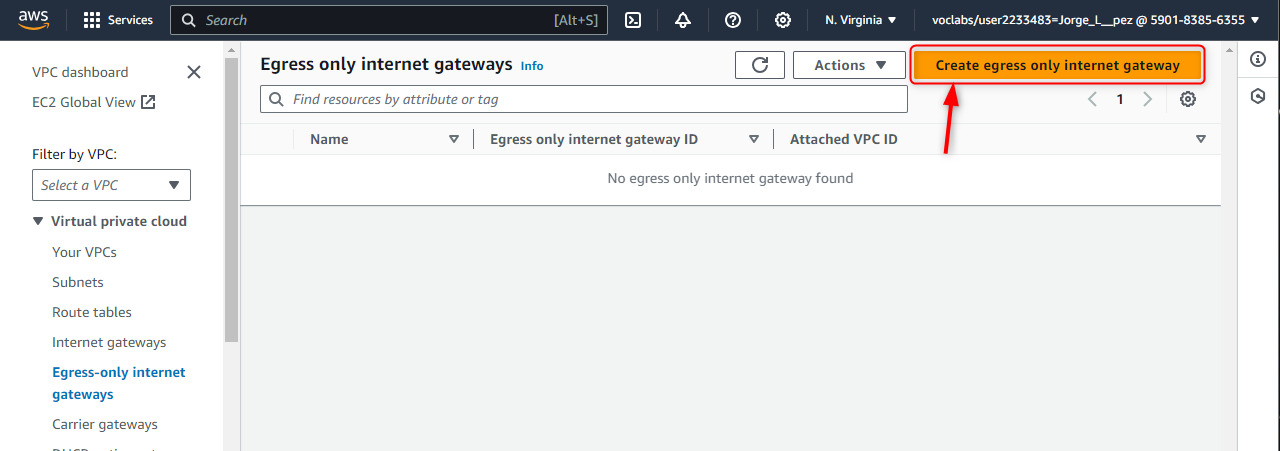 aws
Services
Search
[Alt+S]
N. Virginia
voclabs/user2233483=Jorge_L__pez @ 5901-8385-6355
VPC dashboard
EC2 Global View
Filter by VPC:
Select a VPC
Virtual private cloud
Your VPCs
Subnets
Route tables
Internet gateways
Egress-only internet
gateways
Carrier gateways
Egress only internet gateways Info
Actions
Create egress only internet gateway
Find resources by attribute or tag
1
Name
Egress only internet gateway ID
Attached VPC ID
No egress only internet gateway found